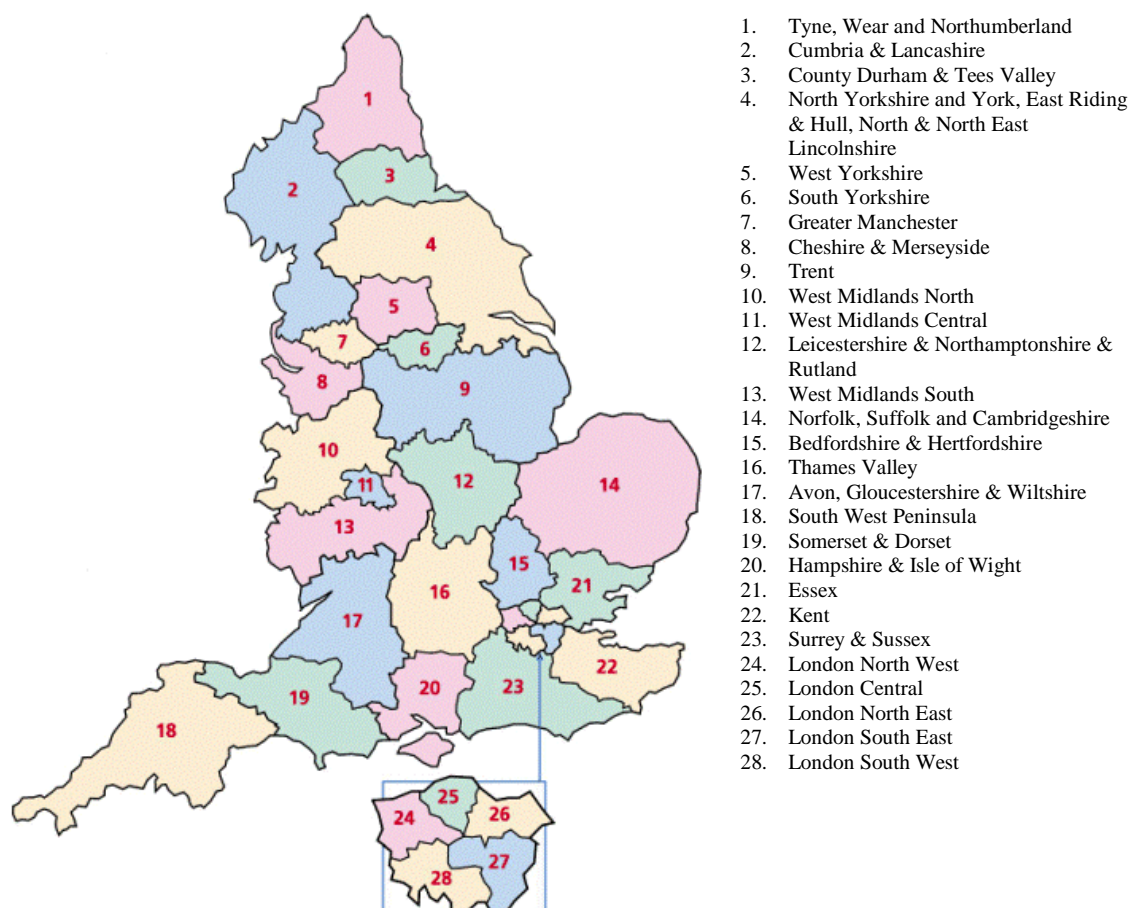 1. Tyne, Wear and Northumberland
2. Cumbria & Lancashire
3. County Durham & Tees Valley
4. North Yorkshire and York, East Riding
& Hull, North & North East
Lincolnshire
5. West Yorkshire
6. South Yorkshire
7. Greater Manchester
8. Cheshire & Merseyside
9. Trent
10. West Midlands North
11. West Midlands Central
12. Leicestershire & Northamptonshire &
Rutland
13. West Midlands South
14. Norfolk, Suffolk and Cambridgeshire
15. Bedfordshire & Hertfordshire
16. Thames Valley
17. Avon, Gloucestershire & Wiltshire
18. South West Peninsula
19. Somerset & Dorset
20. Hampshire & Isle of Wight
21. Essex
22. Kent
23. Surrey & Sussex
24. London North West
25. London Central
26. London North East
27. London South East
28. London South West
1
2
3
4
5
6
7
8
9
10
11
12
13
14
15
16
17
18
19
20
21
22
23
24
25
26
27
28